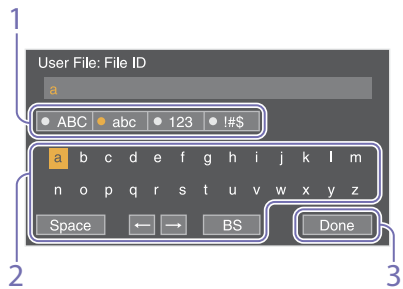 1
User File: File ID
a
ABC abc 123 !#$
a b c d e f g h i j k l m
n o p q r s t u v w x y z
Space ← → BS Done
2 3